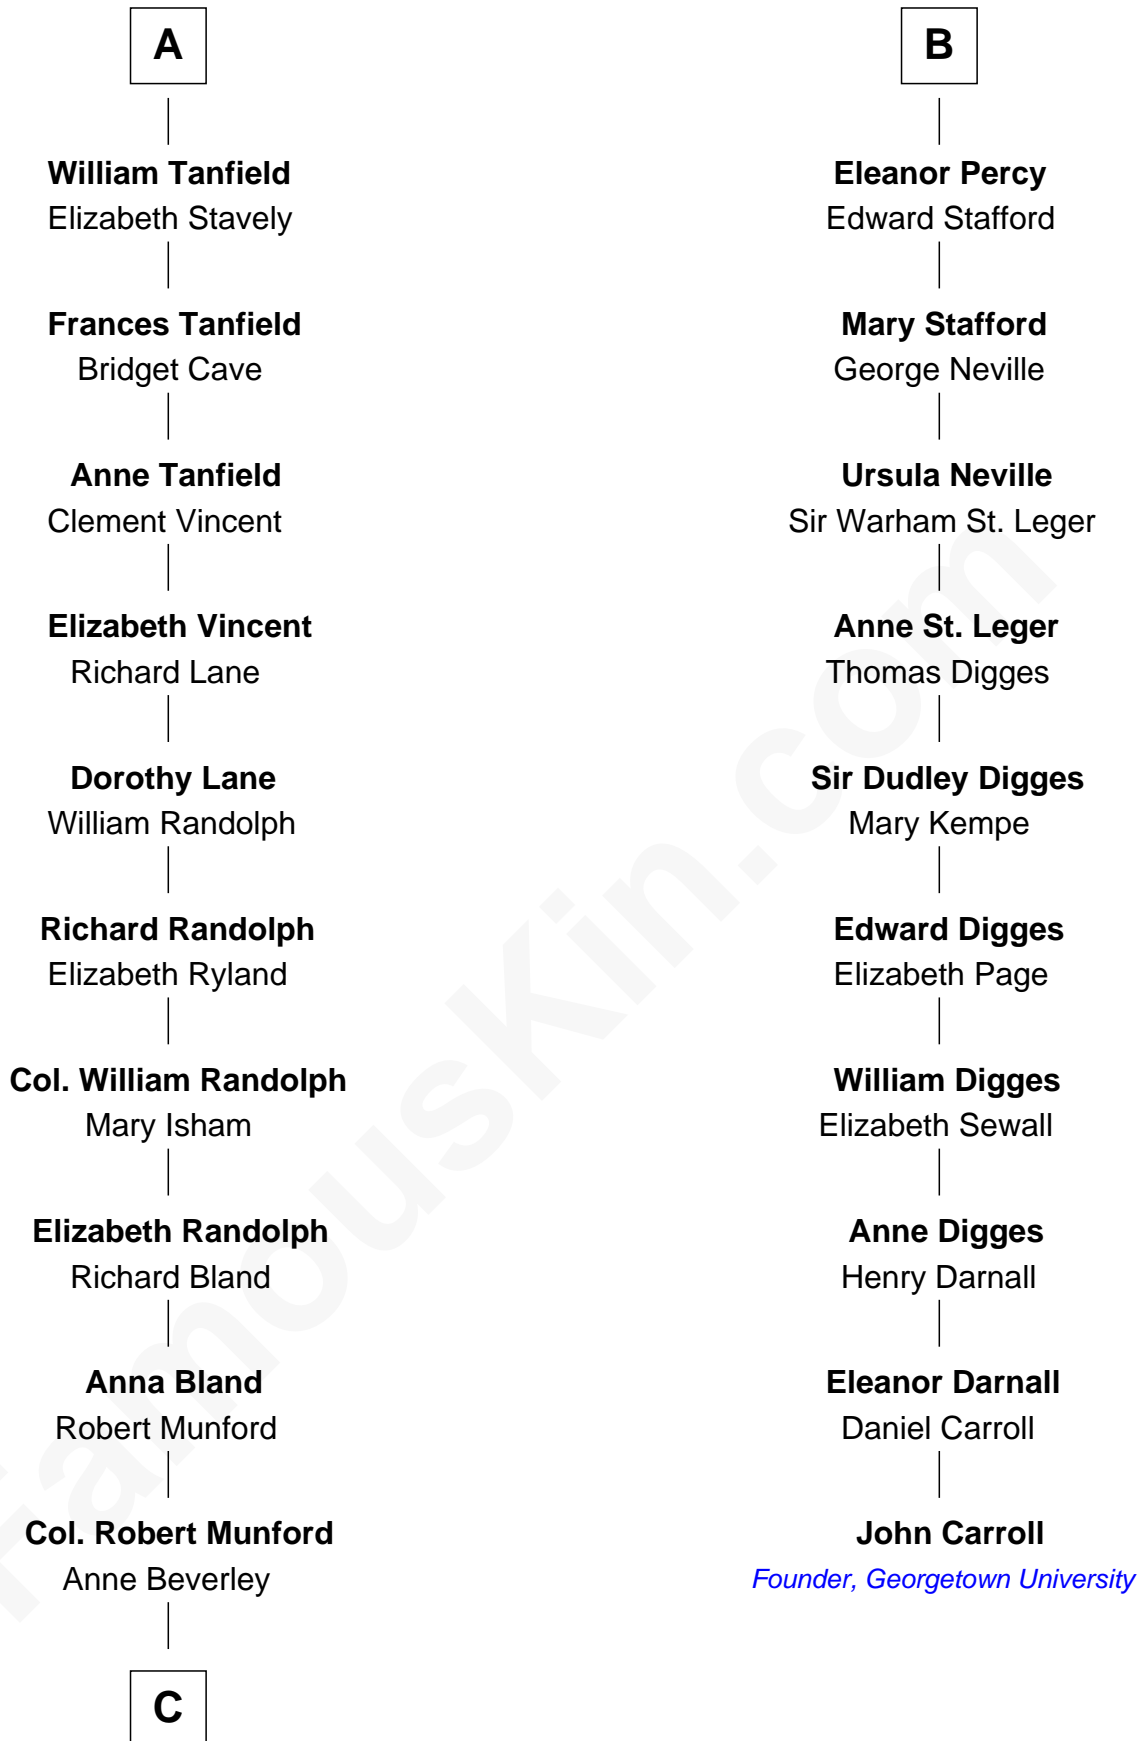 A
William Tanfield
Elizabeth Stavely
Frances Tanfield
Bridget Cave
Anne Tanfield
Clement Vincent
Elizabeth Vincent
Richard Lane
Dorothy Lane
William Randolph
Richard Randolph
Elizabeth Ryland
Col. William Randolph
Mary Isham
Elizabeth Randolph
Richard Bland
Anna Bland
Robert Munford
Col. Robert Munford
Anne Beverley
C
B
Eleanor Percy
Edward Stafford
Mary Stafford
George Neville
Ursula Neville
Sir Warham St. Leger
Anne St. Leger
Thomas Digges
Sir Dudley Digges
Mary Kempe
Edward Digges
Elizabeth Page
William Digges
Elizabeth Sewall
Anne Digges
Henry Darnall
Eleanor Darnall
Daniel Carroll
John Carroll
Founder, Georgetown University
FamousKin.com